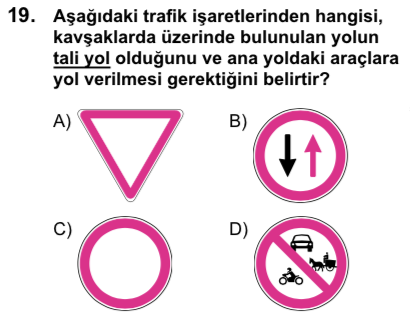 19. Aşağıdaki trafik işaretlerinden hangisi,
kavşaklarda üzerinde bulunulan yolun
tali yol olduğunu ve ana yoldaki araçlara
yol verilmesi gerektiğini belirtir?
A) B)
C) D)